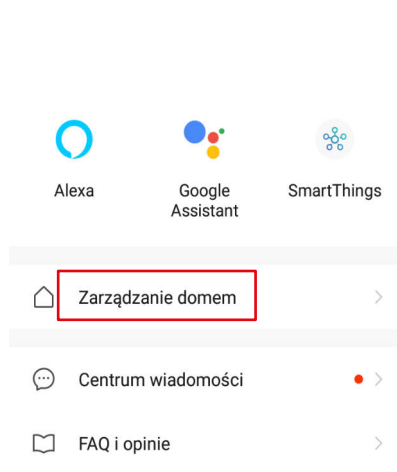 Alexa
Google
Assistant
SmartThings
Zarządzanie domem
Centrum wiadomości
FAQ i opinie